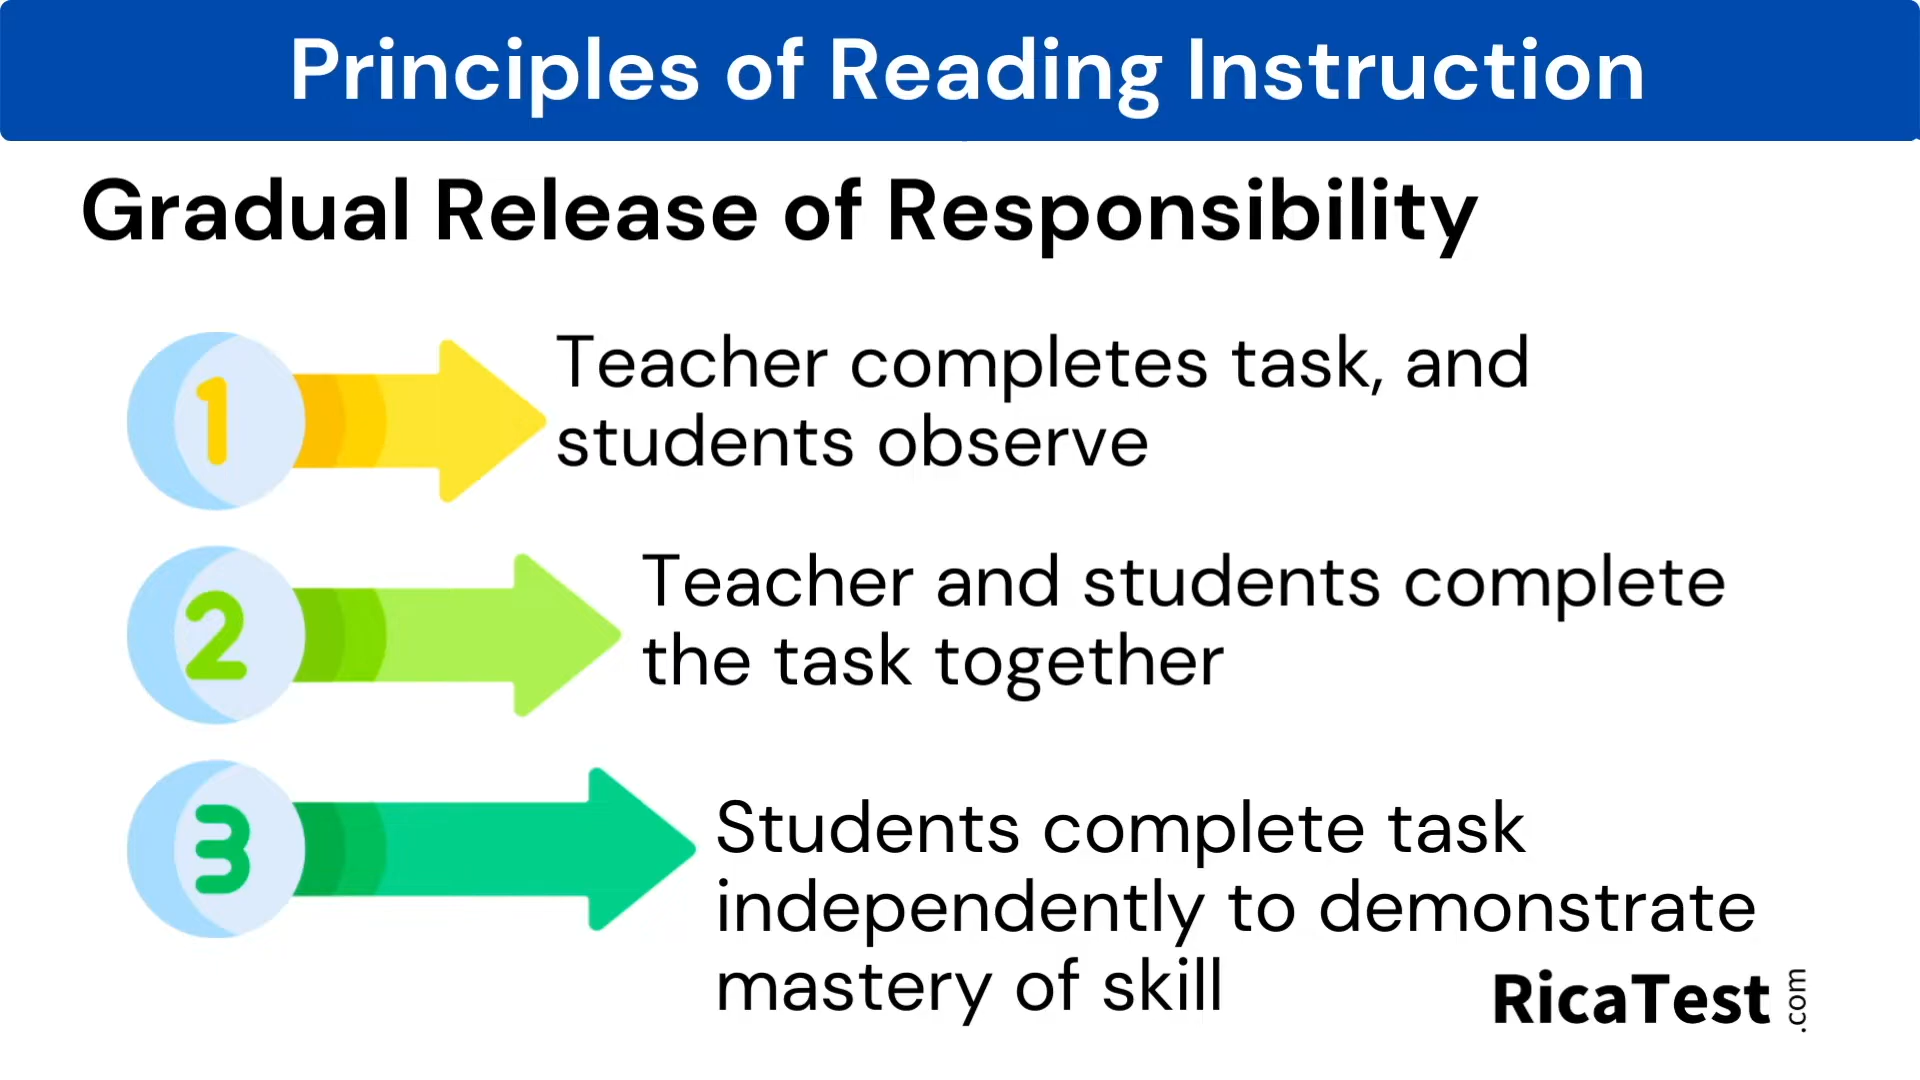 Principles of Reading Instruction
Gradual Release of Responsibility
1
Teacher completes task, and
students observe
2
Teacher and students complete
the task together
3
Students complete task
independently to demonstrate
mastery of skill
RicaTest.com